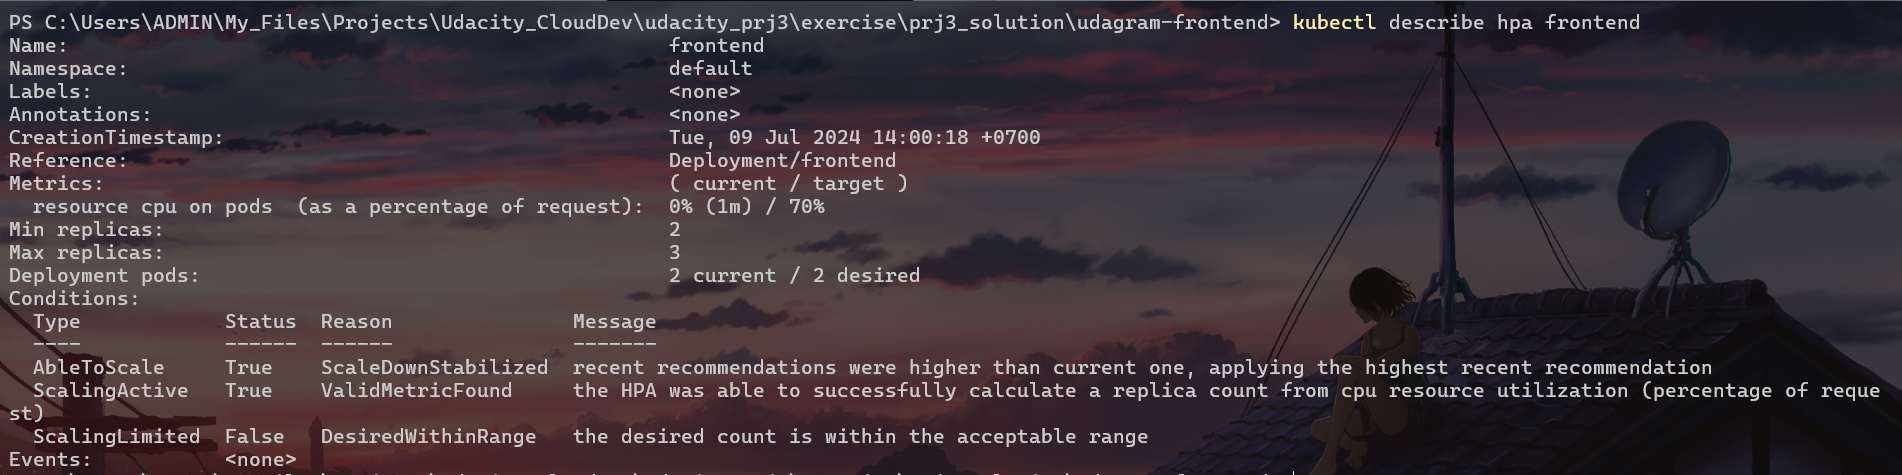 PS C:\Users\ADMIN\My_Files\Projects\Udacity_CloudDev\udacity_prj3\exercise\prj3_solution\udagram-frontend> kubectl describe hpa frontend
Name:                                                  frontend
Namespace:                                             default
Labels:                                                <none>
Annotations:                                           <none>
CreationTimestamp:                                     Tue, 09 Jul 2024 14:00:18 +0700
Reference:                                             Deployment/frontend
Metrics:                                               ( current / target )
  resource cpu on pods  (as a percentage of request):  0% (1m) / 70%
Min replicas:                                          2
Max replicas:                                          3
Deployment pods:                                       2 current / 2 desired
Conditions:
  Type            Status  Reason               Message
  ----            ------  ------               -------
  AbleToScale     True    ScaleDownStabilized  recent recommendations were higher than current one, applying the highest recent recommendation
  ScalingActive   True    ValidMetricFound     the HPA was able to successfully calculate a replica count from cpu resource utilization (percentage of reque
st)
  ScalingLimited  False   DesiredWithinRange   the desired count is within the acceptable range
Events:           <none>